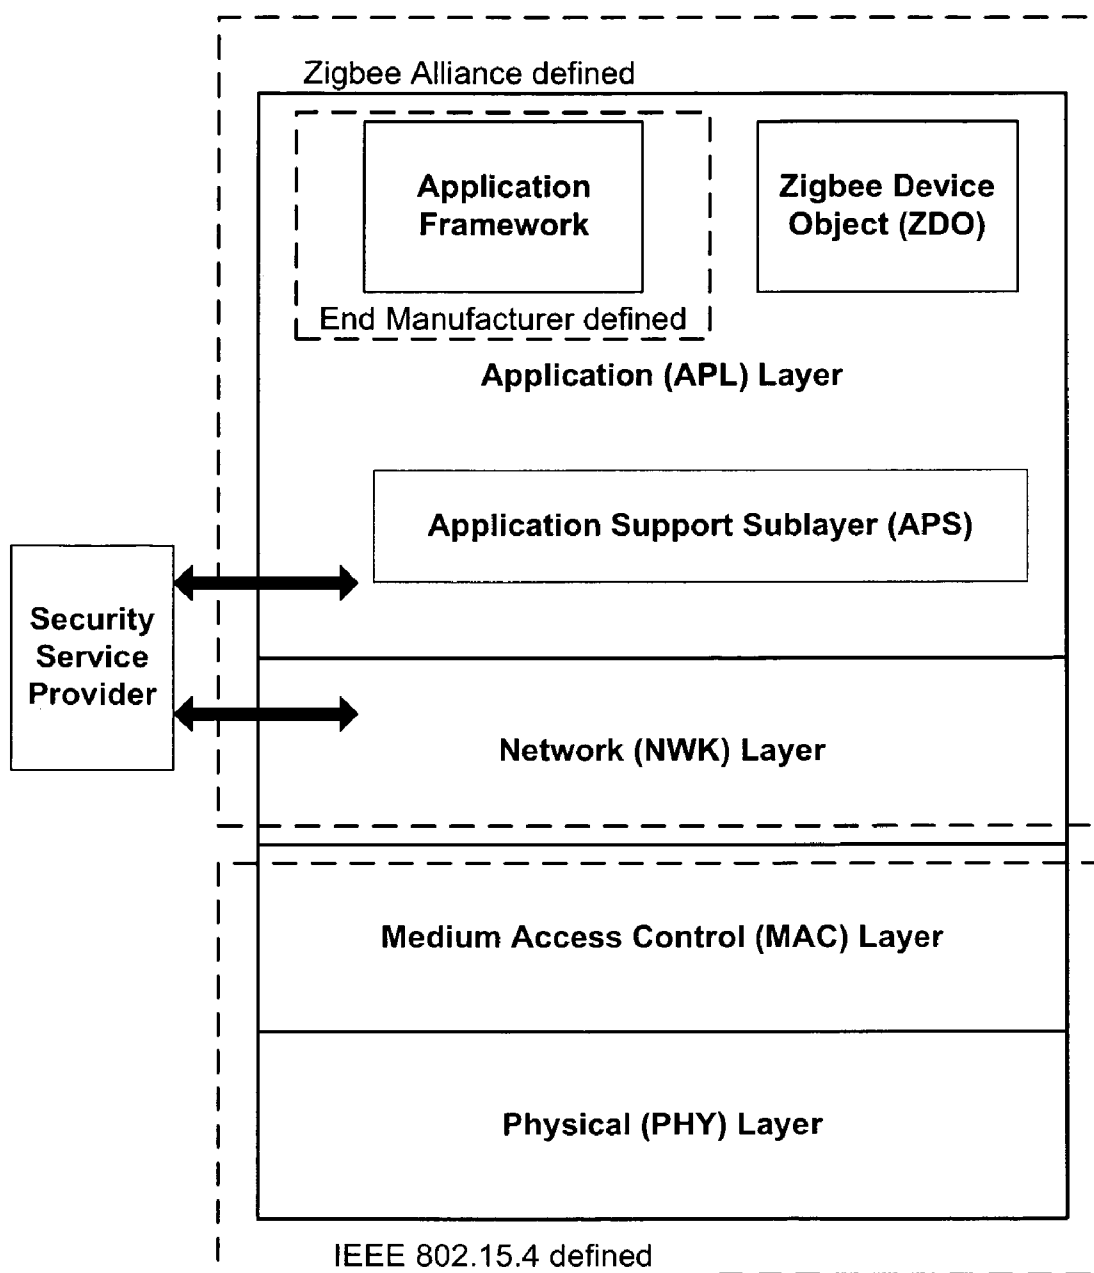 Zigbee Alliance defined
Application
Framework
Zigbee Device
Object (ZDO)
End Manufacturer defined
Application (APL) Layer
Application Support Sublayer (APS)
Security
Service
Provider
Network (NWK) Layer
Medium Access Control (MAC) Layer
Physical (PHY) Layer
IEEE 802.15.4 defined